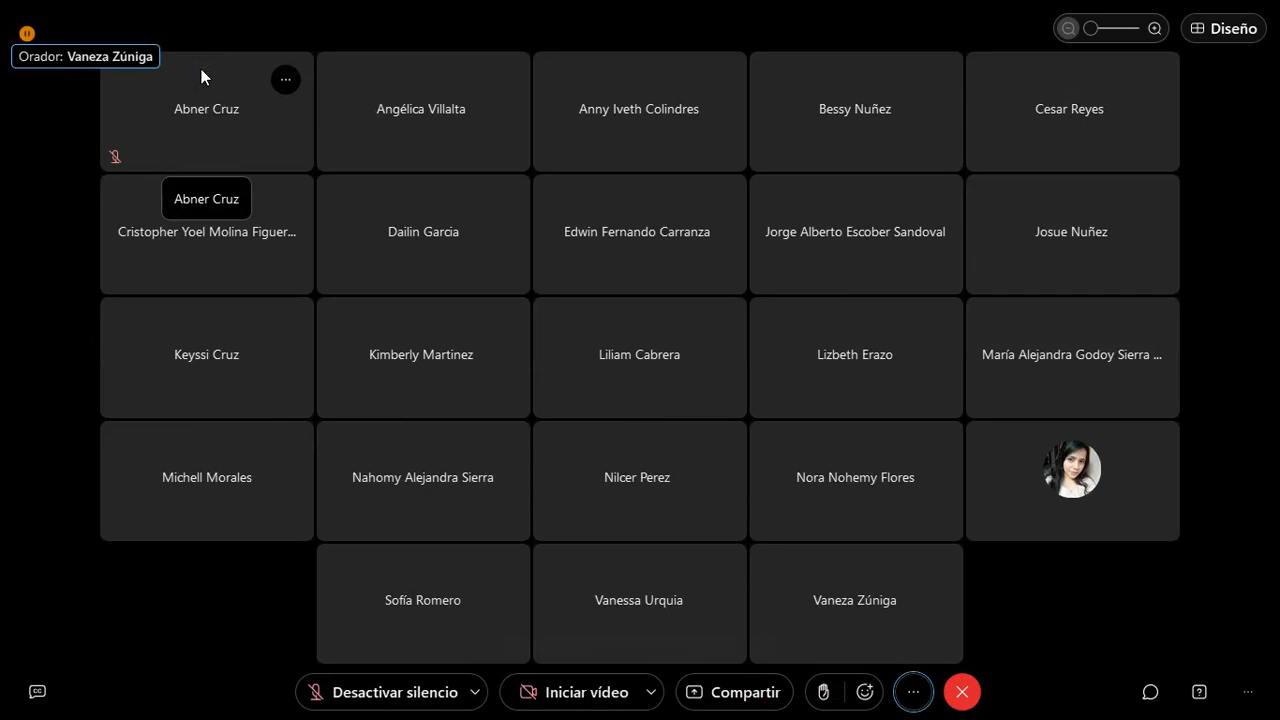 Orador: Vaneza Zúniga
Diseño
Abner Cruz
Angélica Villalta
Anny Iveth Colindres
Bessy Nuñez
Cesar Reyes
Abner Cruz
Cristopher Yoel Molina Figuer...
Dailin Garcia
Edwin Fernando Carranza
Jorge Alberto Escober Sandoval
Josue Nuñez
Keyssi Cruz
Kimberly Martinez
Liliam Cabrera
Lizbeth Erazo
María Alejandra Godoy Sierra ...
Michell Morales
Nahomy Alejandra Sierra
Nilcer Perez
Nora Nohemy Flores
Sofía Romero
Vanessa Urquia
Vaneza Zúniga
CC
Desactivar silencio
Iniciar vídeo
Compartir